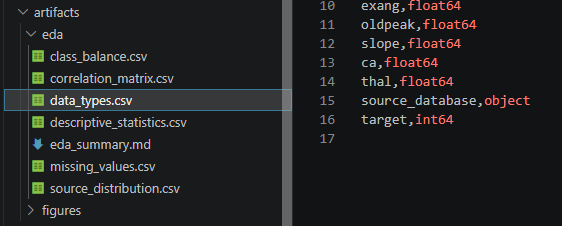 artifacts
eda
class_balance.csv
correlation_matrix.csv
data_types.csv
descriptive_statistics.csv
eda_summary.md
missing_values.csv
source_distribution.csv
figures
10 exang,float64
11 oldpeak,float64
12 slope,float64
13 ca,float64
14 thal,float64
15 source_database,object
16 target,int64
17